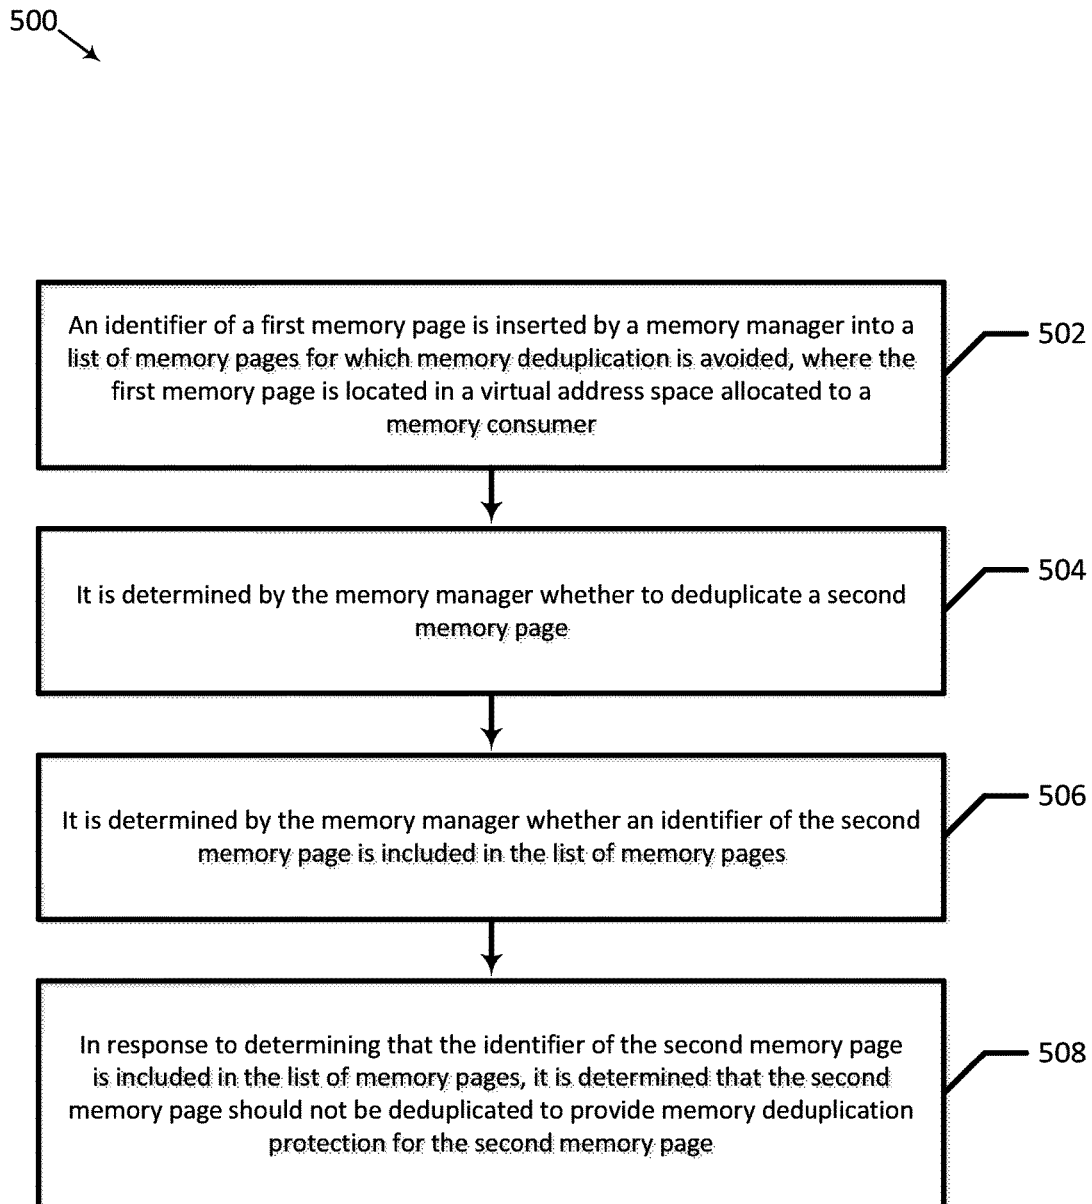 500
An identifier of a first memory page is inserted by a memory manager into a
list of memory pages for which memory deduplication is avoided, where the
first memory page is located in a virtual address space allocated to a
memory consumer
502
It is determined by the memory manager whether to deduplicate a second
memory page
504
It is determined by the memory manager whether an identifier of the second
memory page is included in the list of memory pages
506
In response to determining that the identifier of the second memory page
is included in the list of memory pages, it is determined that the second
memory page should not be deduplicated to provide memory deduplication
protection for the second memory page
508